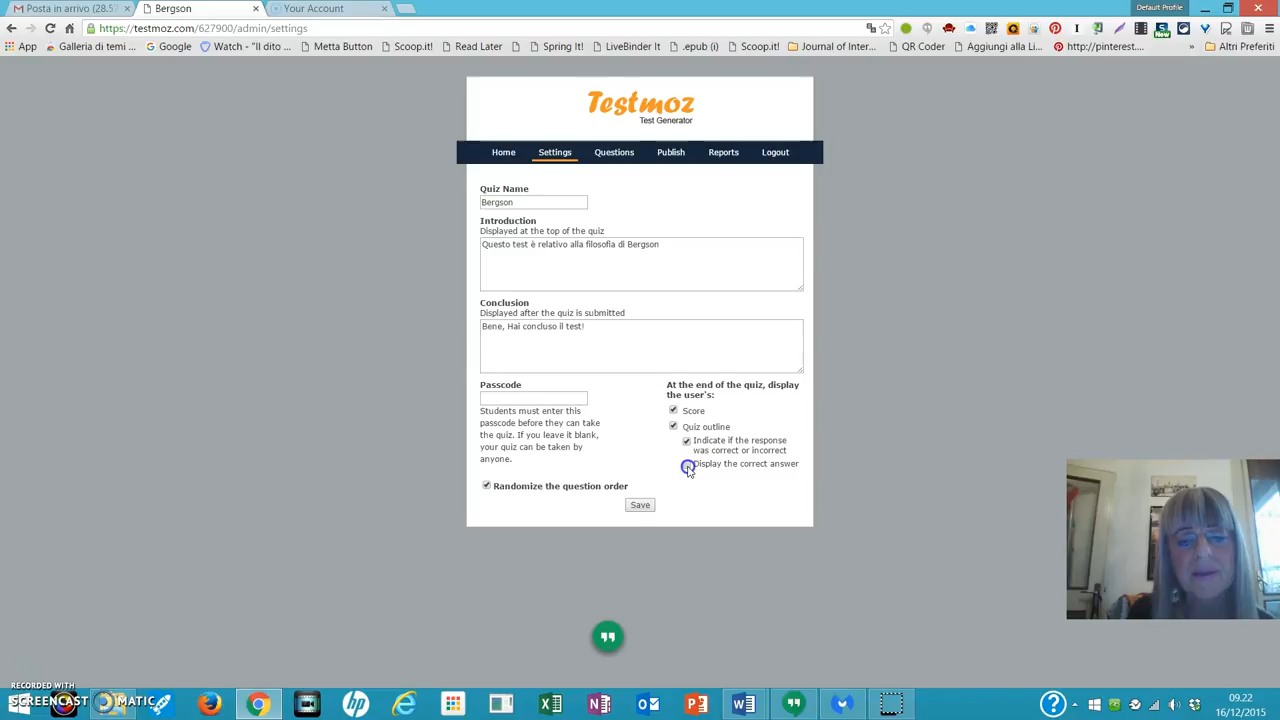 Posta in arrivo (28.57
Bergson
Your Account
Default Profile
https://testmoz.com/627900/admin/settings
App
Galleria di temi ...
Google
Watch - "Il dito ...
Metta Button
Scoop.it!
Read Later
Spring It!
LiveBinder It
.epub (i)
Scoop.it!
Journal of Inter...
QR Coder
Aggiungi alla Li...
http://pinterest....
»
Altri Preferiti
Testmoz
Test Generator
Home
Settings
Questions
Publish
Reports
Logout
Quiz Name
Bergson
Introduction
Displayed at the top of the quiz
Questo test è relativo alla filosofia di Bergson
Conclusion
Displayed after the quiz is submitted
Bene, Hai concluso il test!
Passcode
Students must enter this
passcode before they can take
the quiz. If you leave it blank,
your quiz can be taken by
anyone.
At the end of the quiz, display
the user's:
Score
Quiz outline
Indicate if the response
was correct or incorrect
Display the correct answer
Randomize the question order
Save
RECORDED WITH
SCREENCAST
MATIC
09.22
16/12/2015